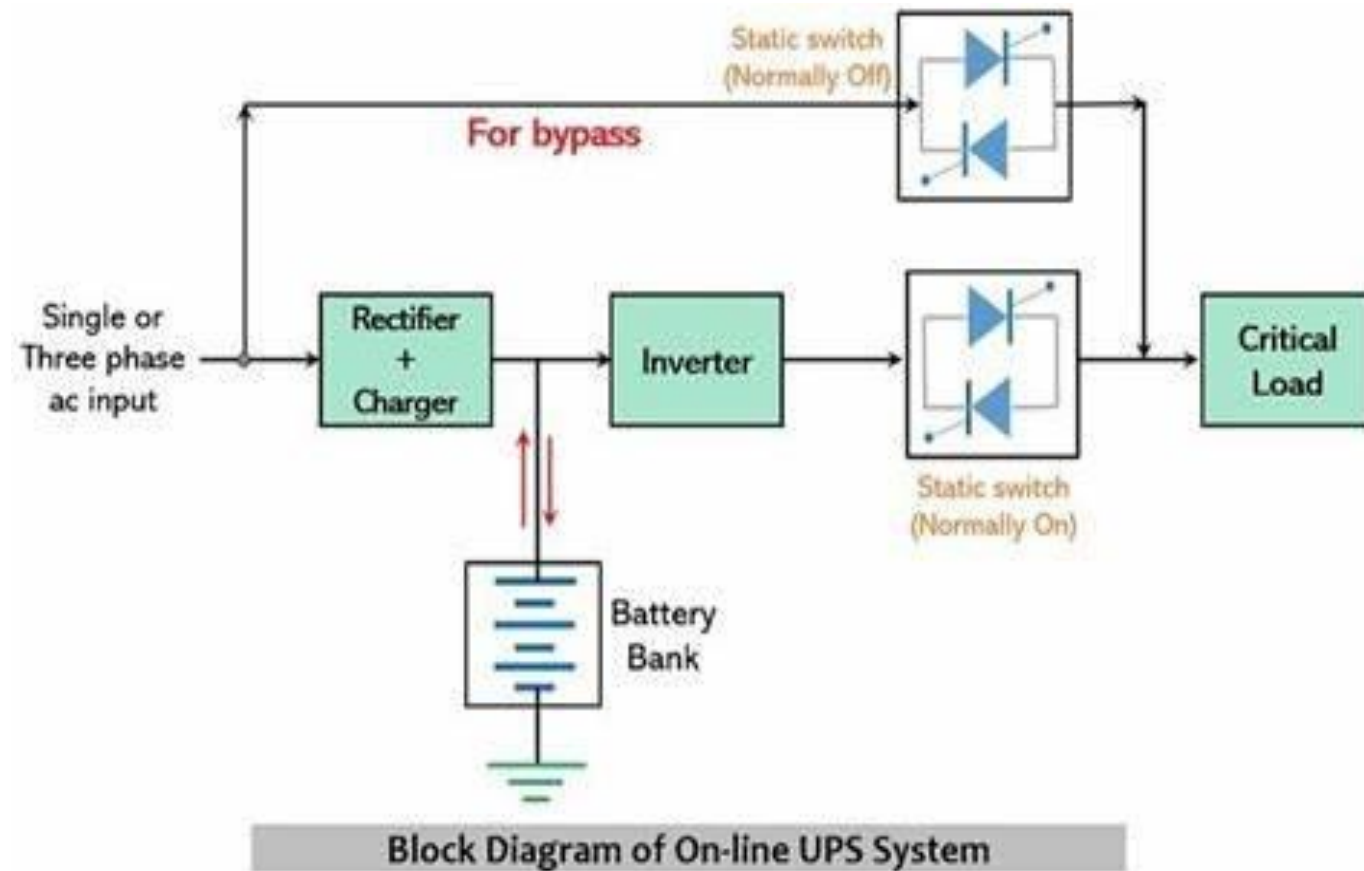 Static switch
(Normally Off)
For bypass
Single or
Three phase
ac input
Rectifier
+
Charger
Inverter
Critical
Load
Static switch
(Normally On)
Battery
Bank
Block Diagram of On-line UPS System